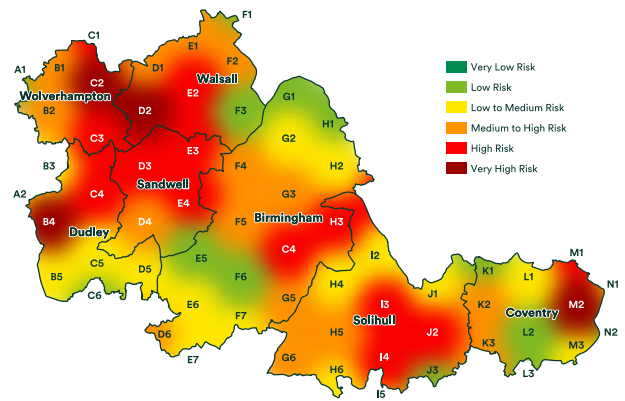 F1
C1
E1
A1
B1
D1
F2
Walsall
C2
Wolverhampton
E2
G1
B2
D2
F3
H1
C3
G2
E3
B3
D3
F4
H2
Sandwell
A2
C4
E4
G3
B4
D4
F5
Birmingham
H3
Dudley
C4
I2
E5
C5
D5
B5
F6
C6
H4
G5
J1
K1
L1
M1
N1
E6
F7
I3
K2
Coventry
M2
Solihull
D6
H5
J2
L2
N2
E7
G6
I4
K3
M3
H6
J3
L3
I5
Very Low Risk
Low Risk
Low to Medium Risk
Medium to High Risk
High Risk
Very High Risk